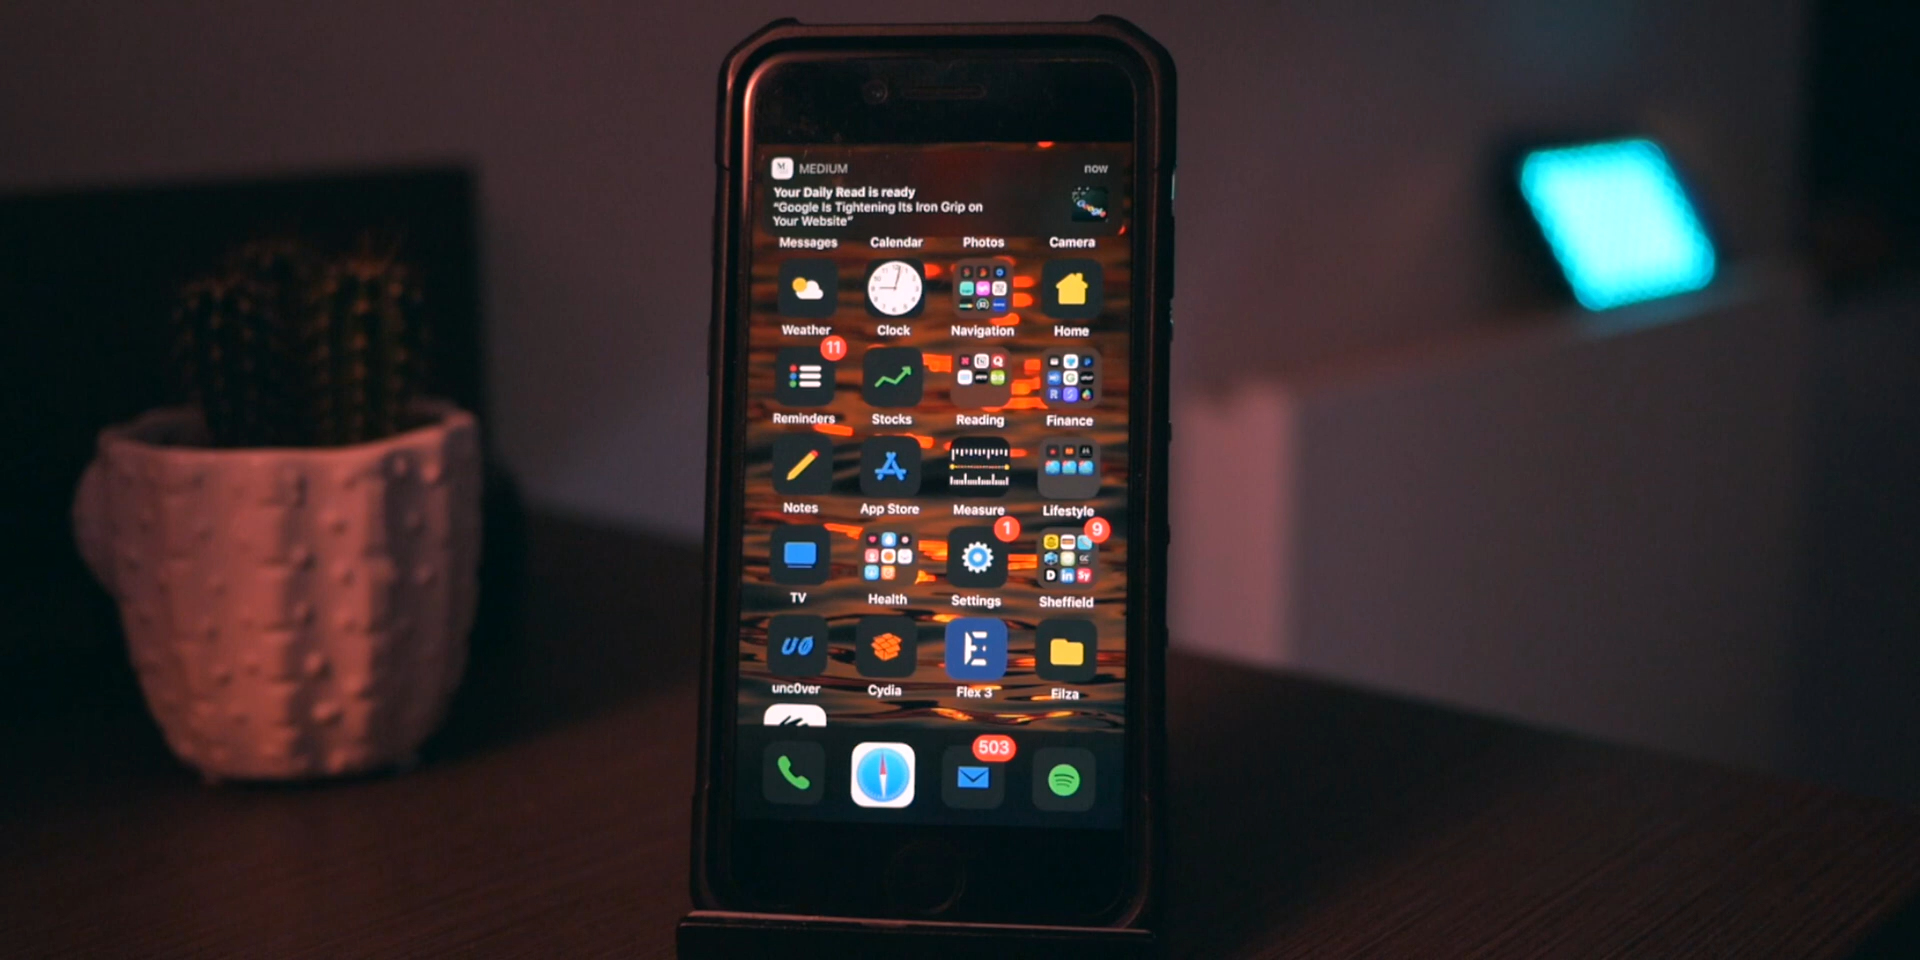 MEDIUM now
Your Daily Read is ready
“Google Is Tightening Its Iron Grip on
Your Website”
Messages Calendar Photos Camera
Weather Clock Navigation Home
11
Reminders Stocks Reading Finance
Notes App Store Measure Lifestyle
1 9
TV Health Settings Sheffield
unc0ver Cydia Flex 3 Filza
503